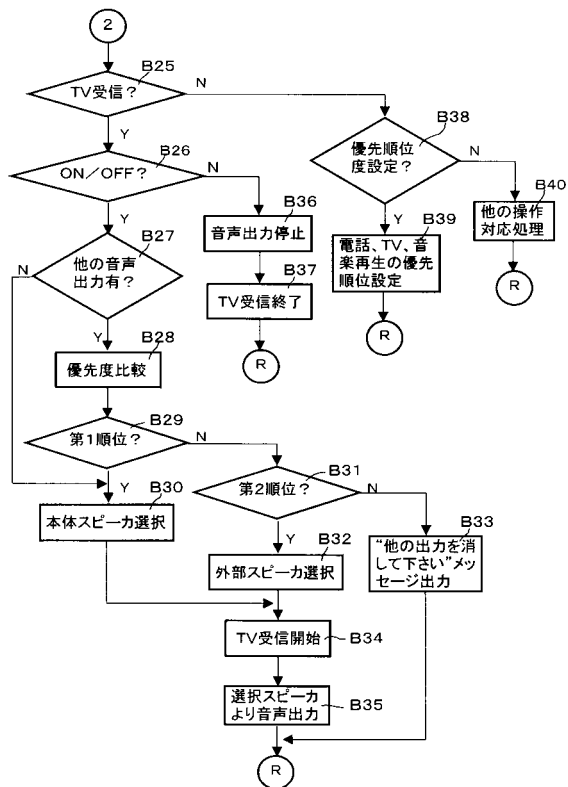 2
B25
TV受信?
N
Y
B26
ON/OFF?
N
Y
B27
他の音声
出力有?
N
Y
B28
優先度比較
B29
第1順位?
N
Y
B30
本体スピーカ選択
B31
第2順位?
N
Y
B32
外部スピーカ選択
B33
“他の出力を消
して下さい”メッ
セージ出力
TV受信開始
B34
選択スピーカ
より音声出力
B35
R
B36
音声出力停止
B37
TV受信終了
R
B38
優先順位
度設定?
N
Y
B39
電話、TV、音
楽再生の優先
順位設定
R
B40
他の操作
対応処理
R